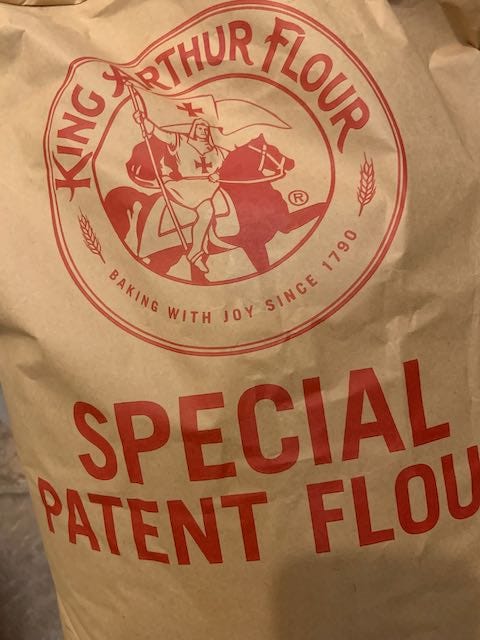 KING ARTHUR FLOUR
®
BAKING WITH JOY SINCE 1790
SPECIAL
PATENT FLOU